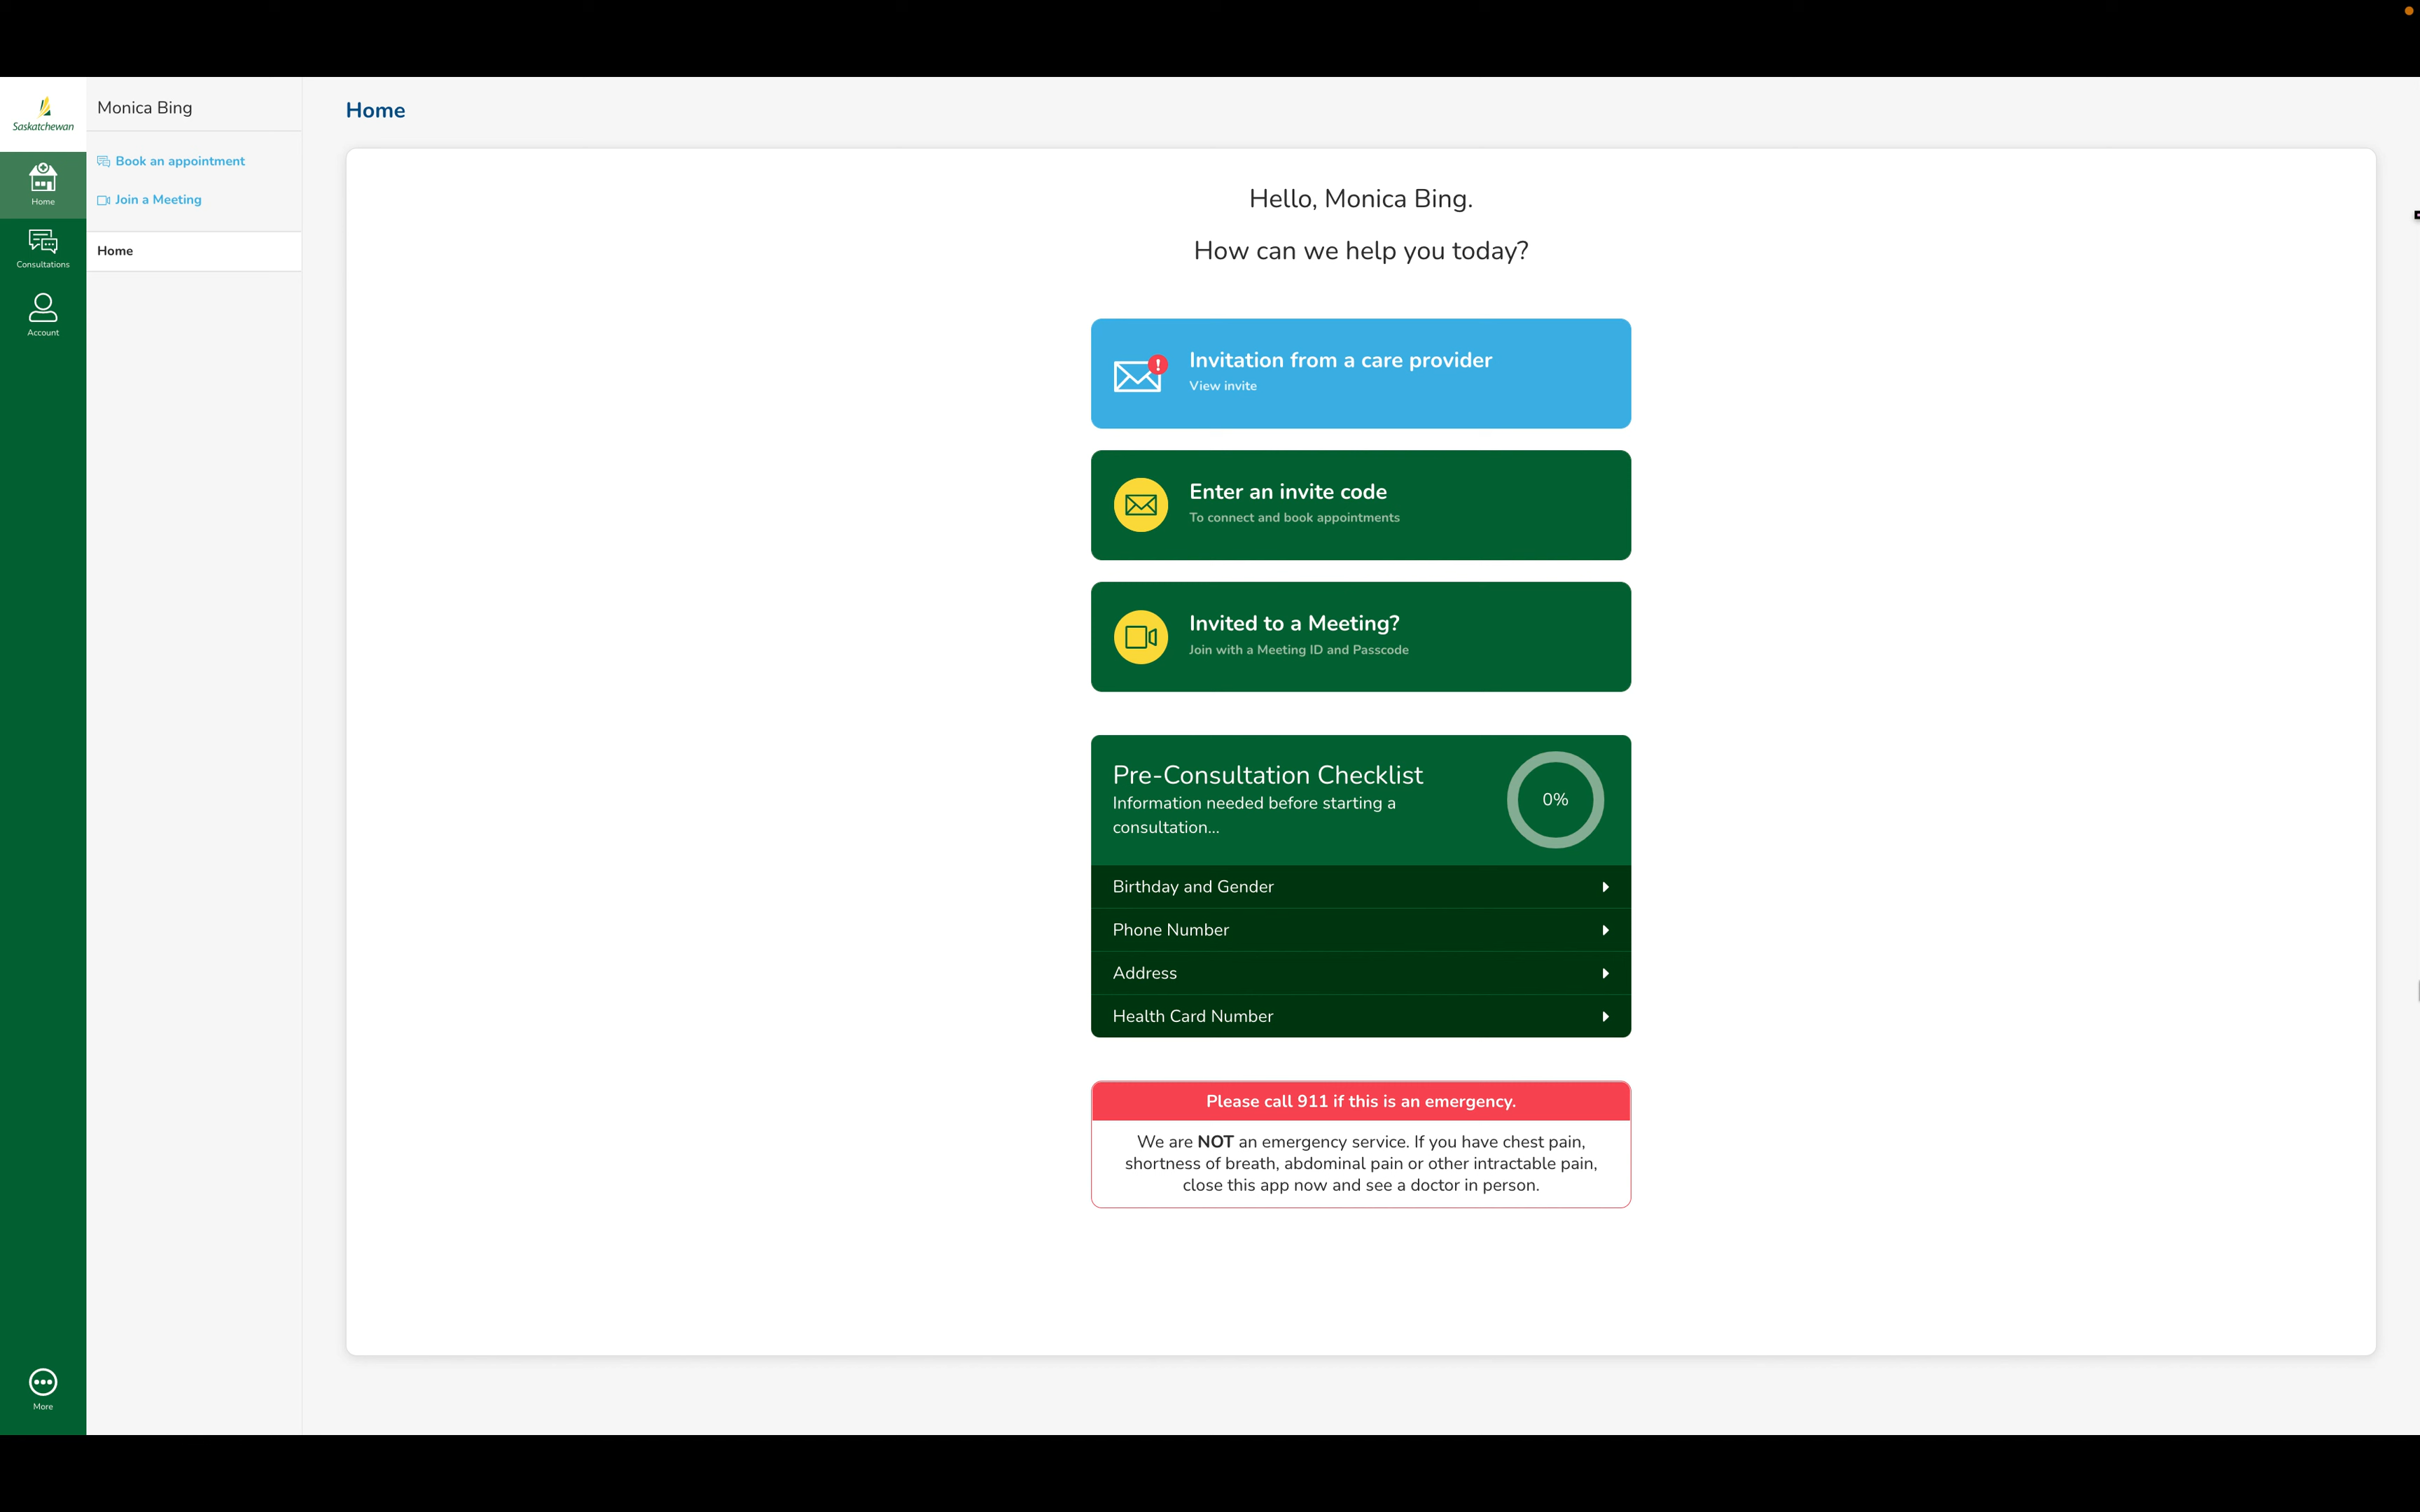 Saskatchewan
Home
Consultations
Account
More
Monica Bing
Book an appointment
Join a Meeting
Home
Home
Hello, Monica Bing.
How can we help you today?
!
Invitation from a care provider
View invite
Enter an invite code
To connect and book appointments
Invited to a Meeting?
Join with a Meeting ID and Passcode
Pre-Consultation Checklist
Information needed before starting a
consultation...
0%
Birthday and Gender
Phone Number
Address
Health Card Number
Please call 911 if this is an emergency.
We are NOT an emergency service. If you have chest pain,
shortness of breath, abdominal pain or other intractable pain,
close this app now and see a doctor in person.